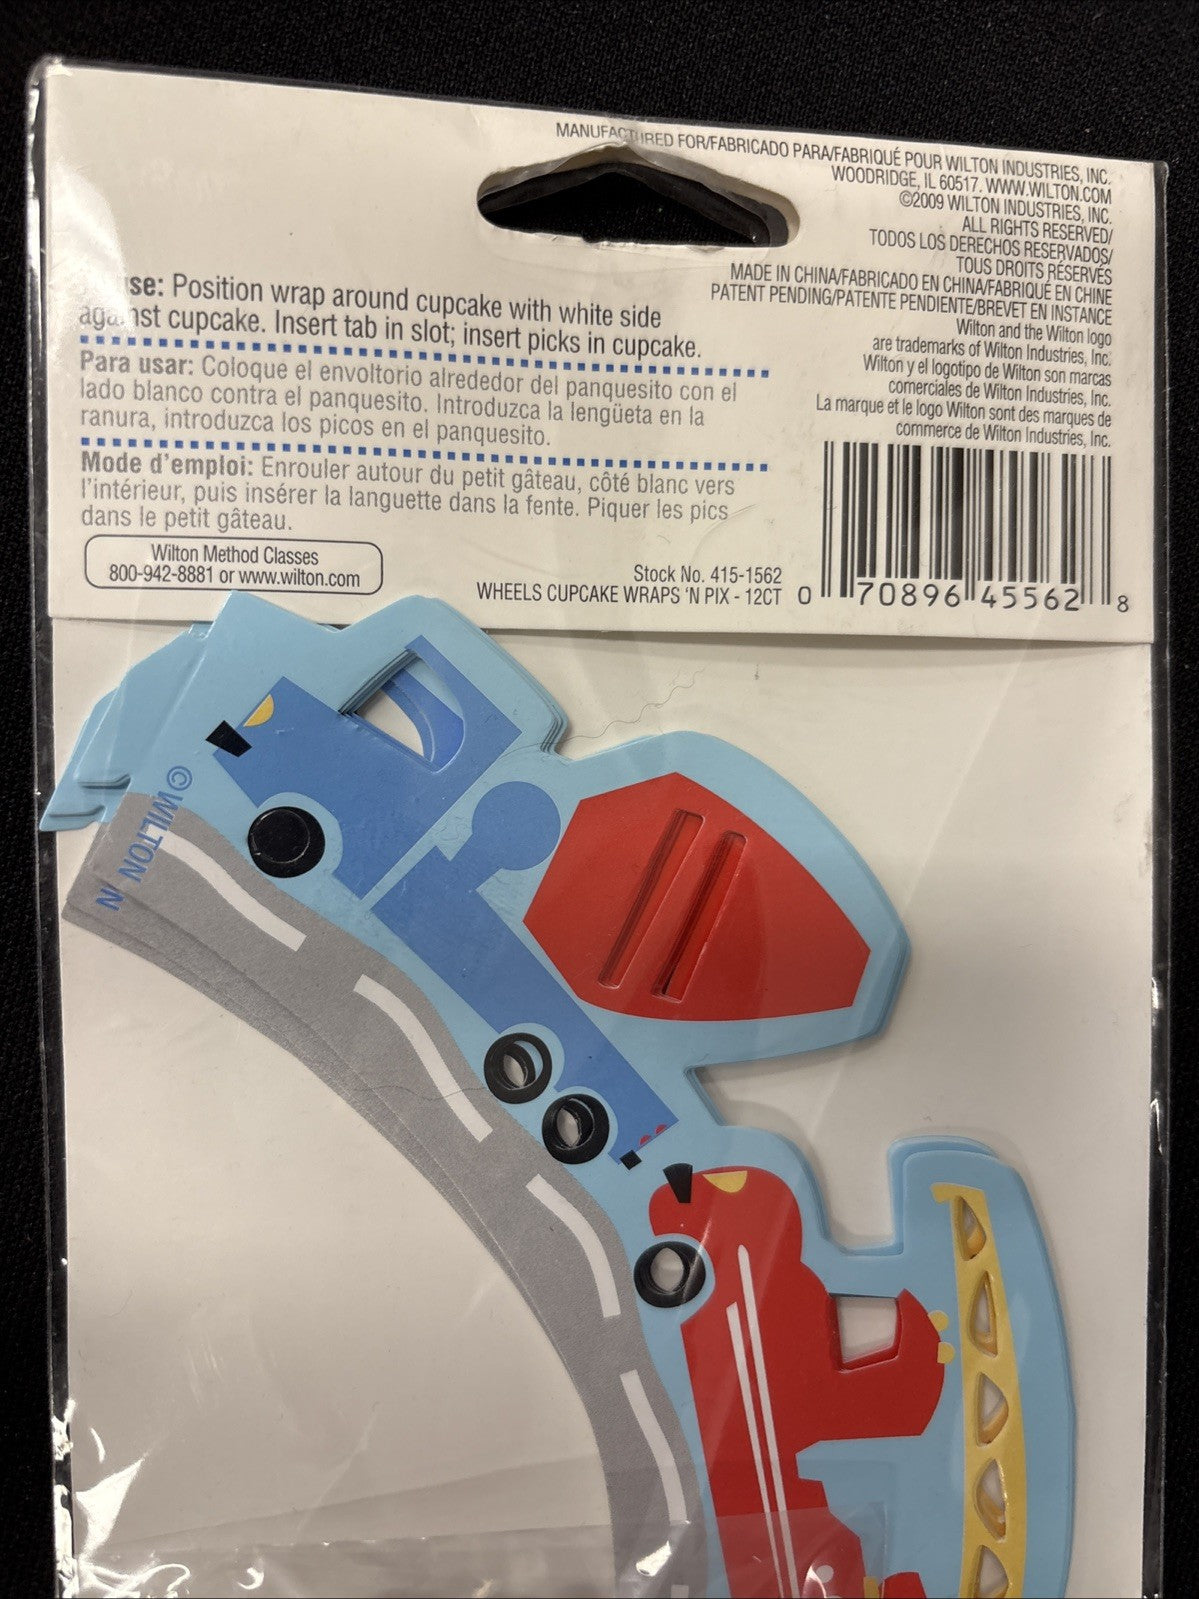 MANUFACTURED FOR/FABRICADO PARA/FABRIQUÉ POUR WILTON INDUSTRIES, INC.
WOODRIDGE, IL 60517. WWW.WILTON.COM
©2009 WILTON INDUSTRIES, INC.
ALL RIGHTS RESERVED/
TODOS LOS DERECHOS RESERVADOS/
TOUS DROITS RÉSERVÉS
MADE IN CHINA/FABRICADO EN CHINA/FABRIQUÉ EN CHINE
PATENT PENDING/PATENTE PENDIENTE/BREVET EN INSTANCE
Wilton and the Wilton logo
are trademarks of Wilton Industries, Inc.
Wilton y el logotipo de Wilton son marcas
comerciales de Wilton Industries, Inc.
La marque et le logo Wilton sont des marques de
commerce de Wilton Industries, Inc.
use: Position wrap around cupcake with white side
against cupcake. Insert tab in slot; insert picks in cupcake.
Para usar: Coloque el envoltorio alrededor del panquesito con el
lado blanco contra el panquesito. Introduzca la lengüeta en la
ranura, introduzca los picos en el panquesito.
Mode d'emploi: Enrouler autour du petit gâteau, côté blanc vers
l'intérieur, puis insérer la languette dans la fente. Piquer les pics
dans le petit gâteau.
Wilton Method Classes
800-942-8881 or www.wilton.com
Stock No. 415-1562
WHEELS CUPCAKE WRAPS 'N PIX - 12CT
0 70896 45562 8
©WILTON
N